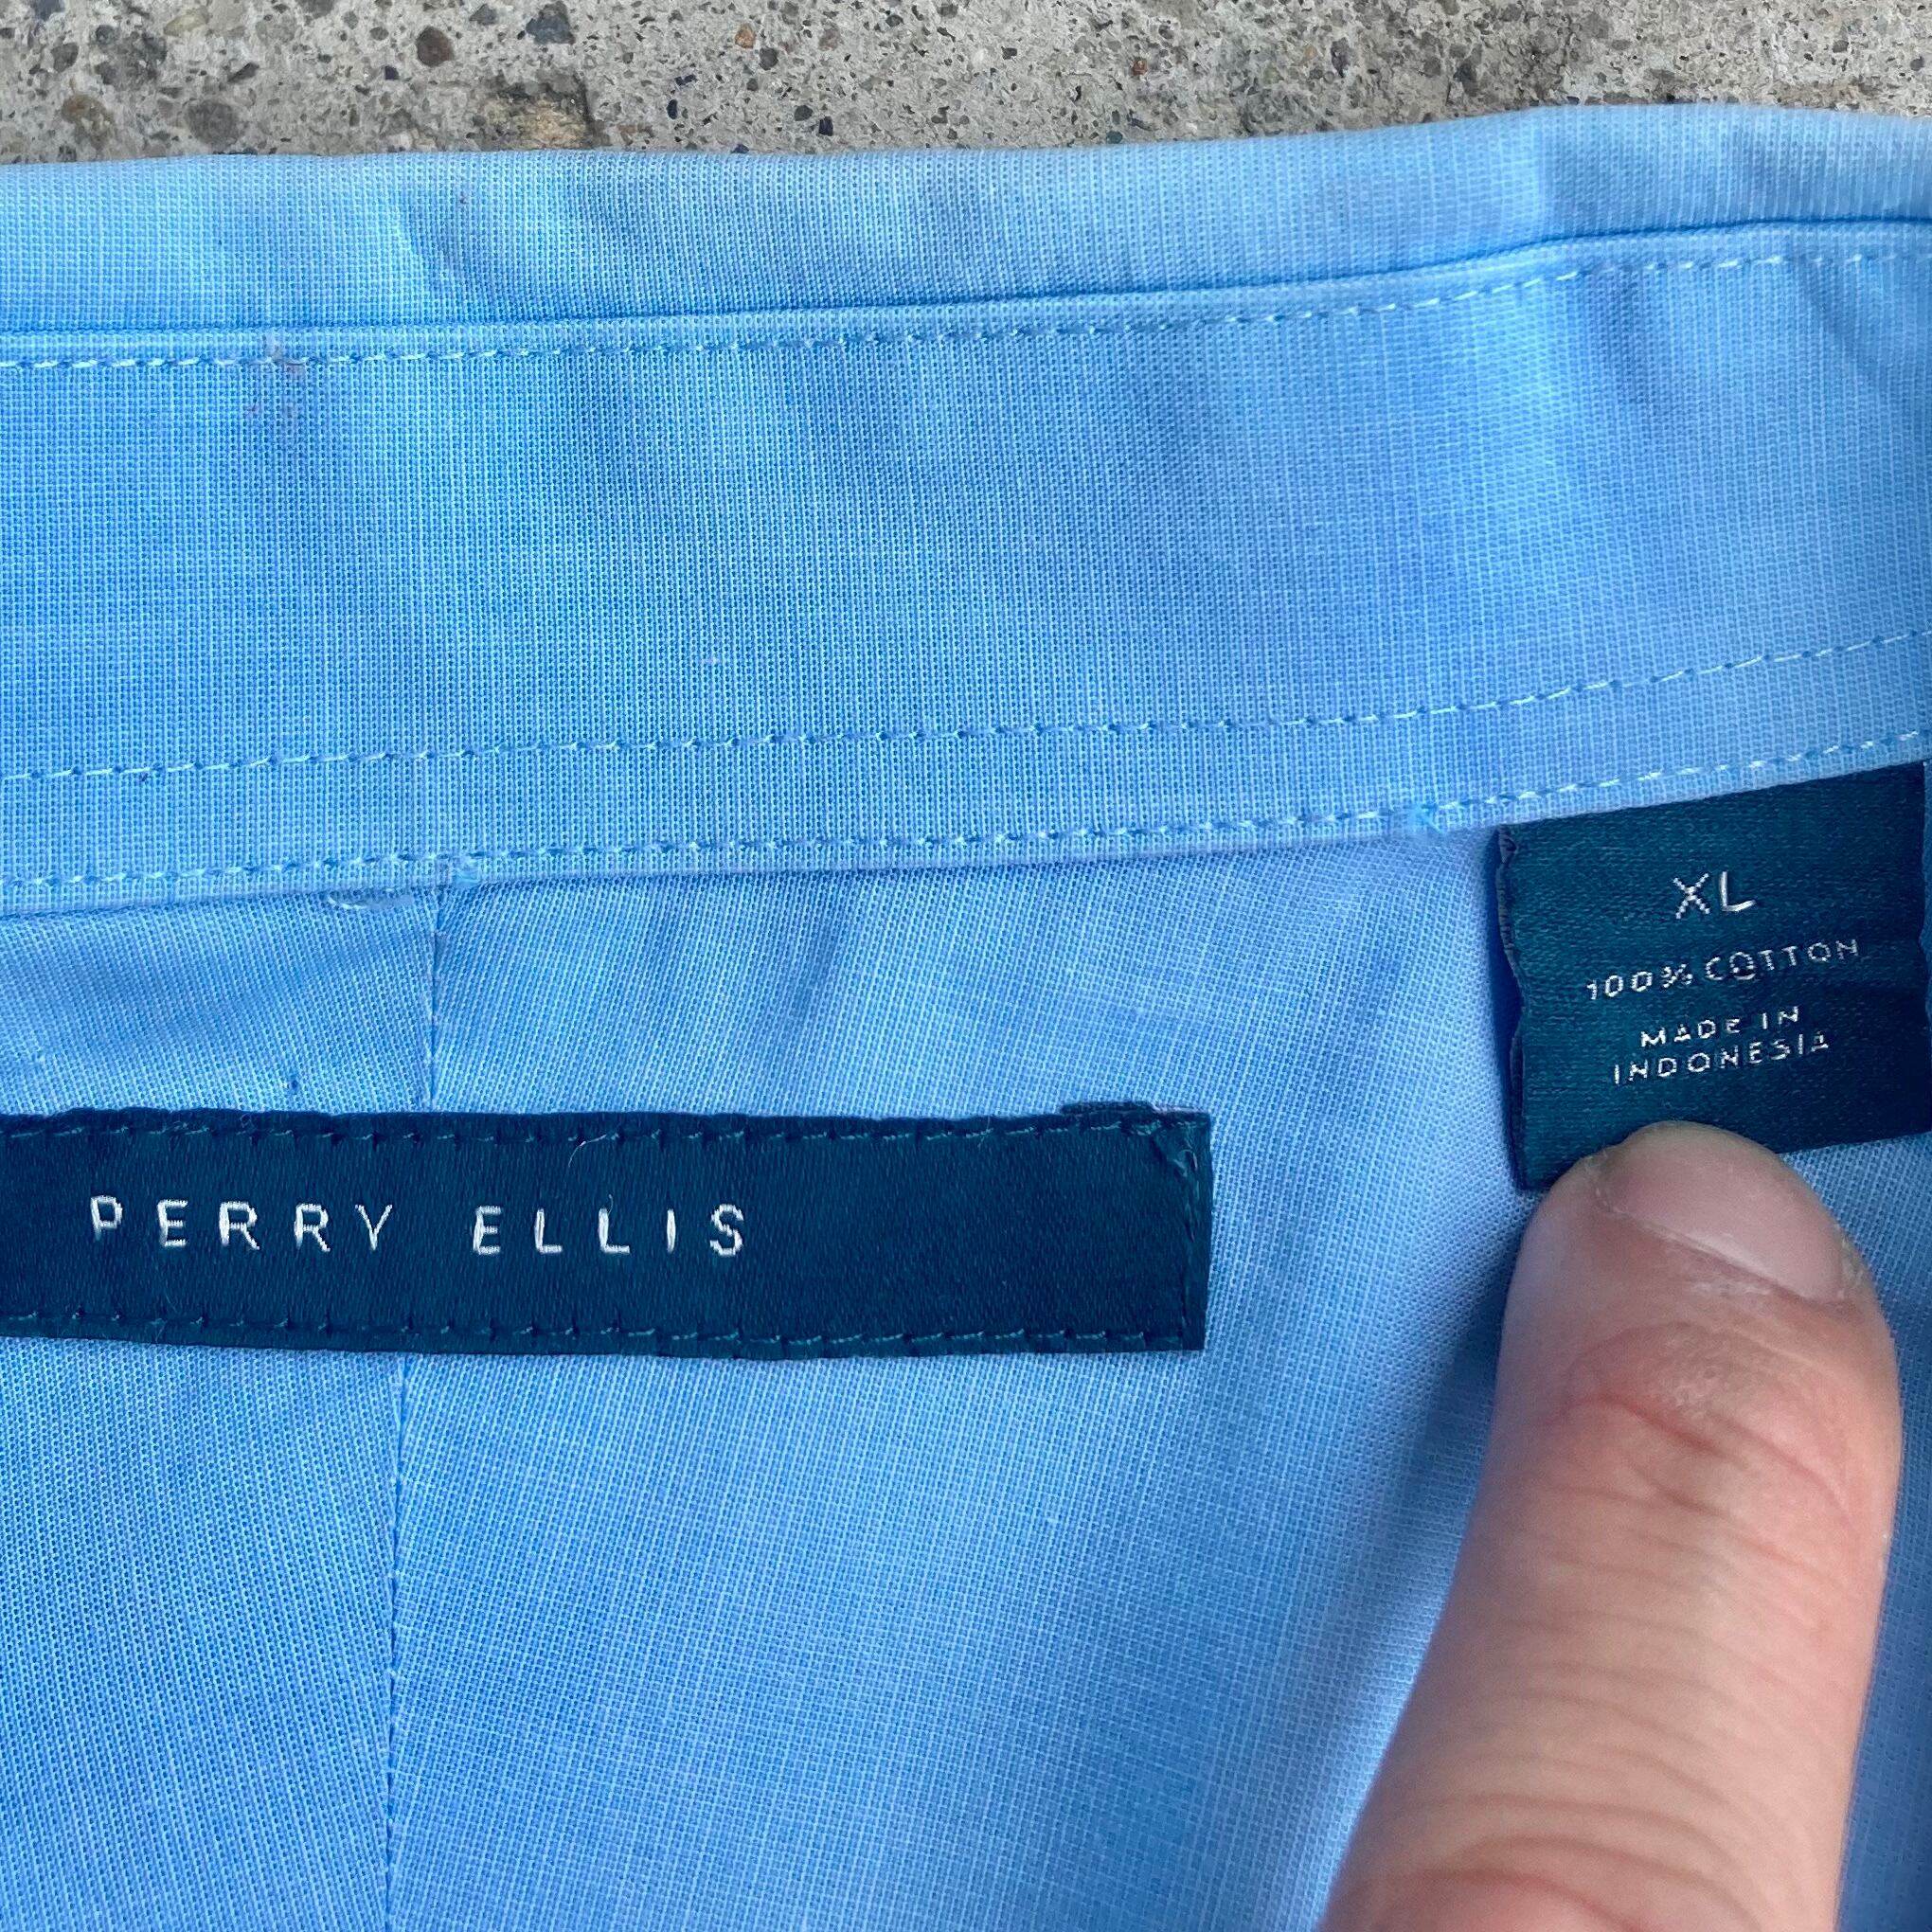 PERRY ELLIS
XL
100% COTTON
MADE IN
INDONESIA